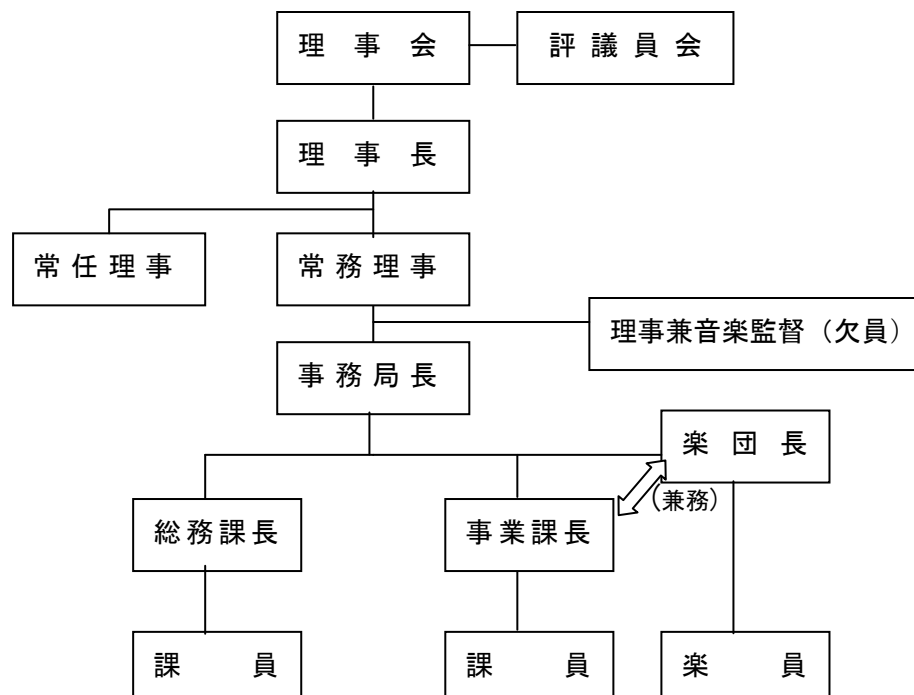 理事会
評議員会
理事長
常任理事
常務理事
理事兼音楽監督（欠員）
事務局長
楽団長
（兼務）
総務課長
事業課長
課員
課員
楽員